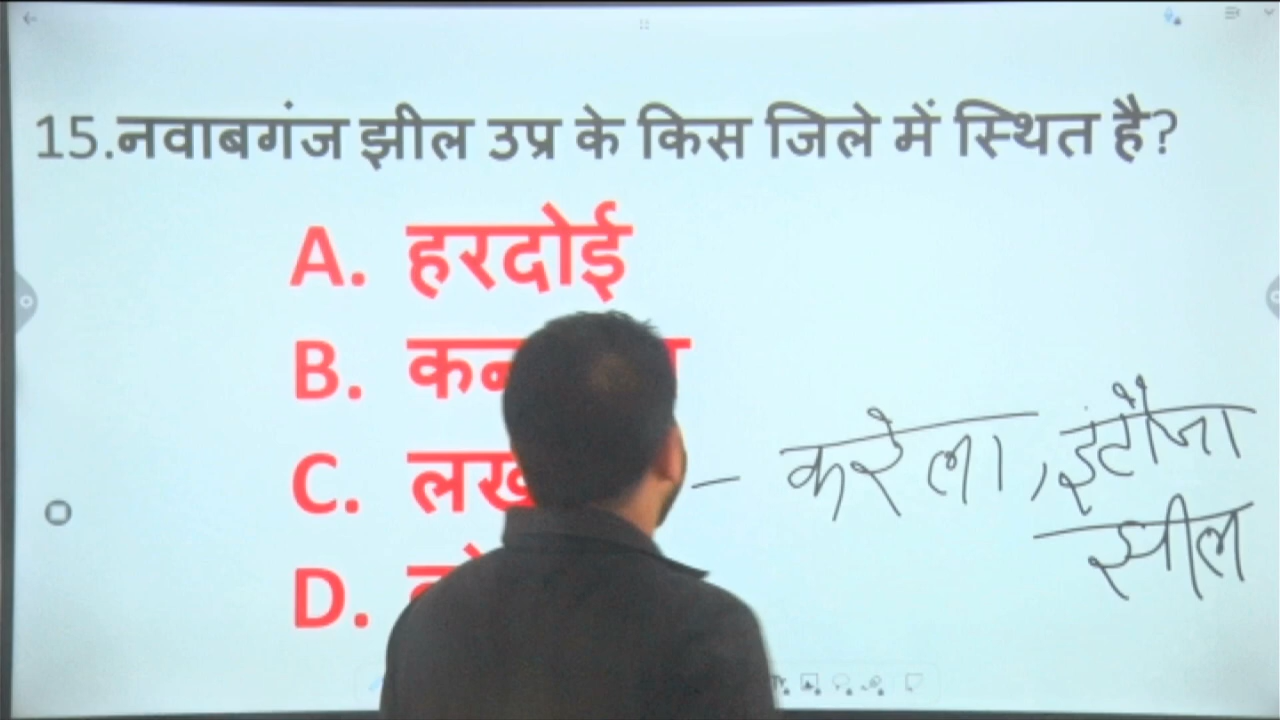 15.नवाबगंज झील उप्र के किस जिले में स्थित है?
A. हरदोई
B.
C.
– करेला, इटौंजा
झील
D.